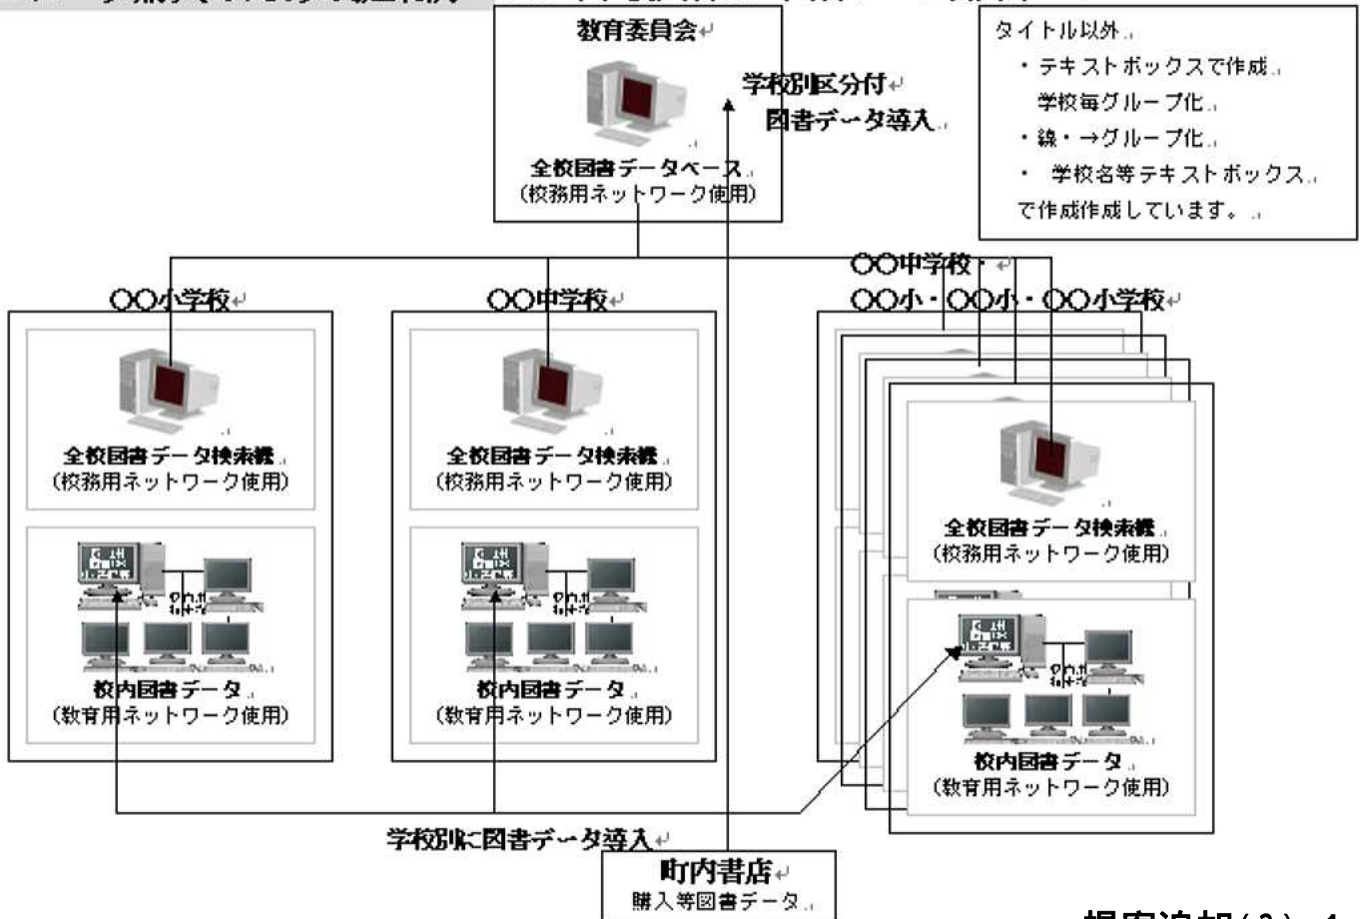 教育委員会
全校図書データベース
(校務用ネットワーク使用)
学校別区分付
図書データ導入
タイトル以外
・テキストボックスで作成
学校毎グループ化
・線・→グループ化
・ 学校名等テキストボックス
で作成作成しています。
〇〇小学校
全校図書データ検索機
(校務用ネットワーク使用)
校内図書データ
(教育用ネットワーク使用)
〇〇中学校
全校図書データ検索機
(校務用ネットワーク使用)
校内図書データ
(教育用ネットワーク使用)
〇〇中学校・
〇〇小・〇〇小・〇〇小学校
全校図書データ検索機
(校務用ネットワーク使用)
校内図書データ
(教育用ネットワーク使用)
学校別に図書データ導入
町内書店
購入等図書データ